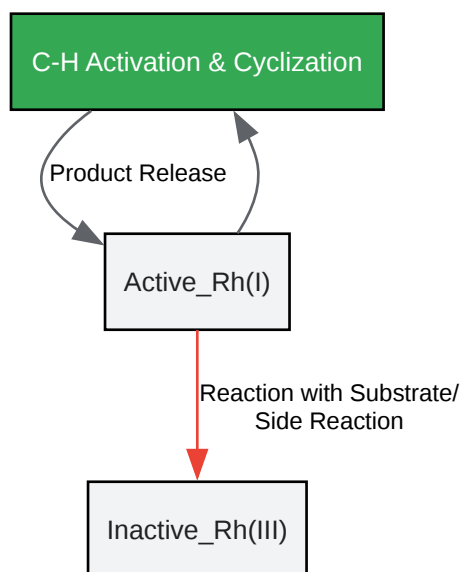 C-H Activation & Cyclization
Product Release
Active_Rh(I)
Reaction with Substrate/
Side Reaction
Inactive_Rh(III)